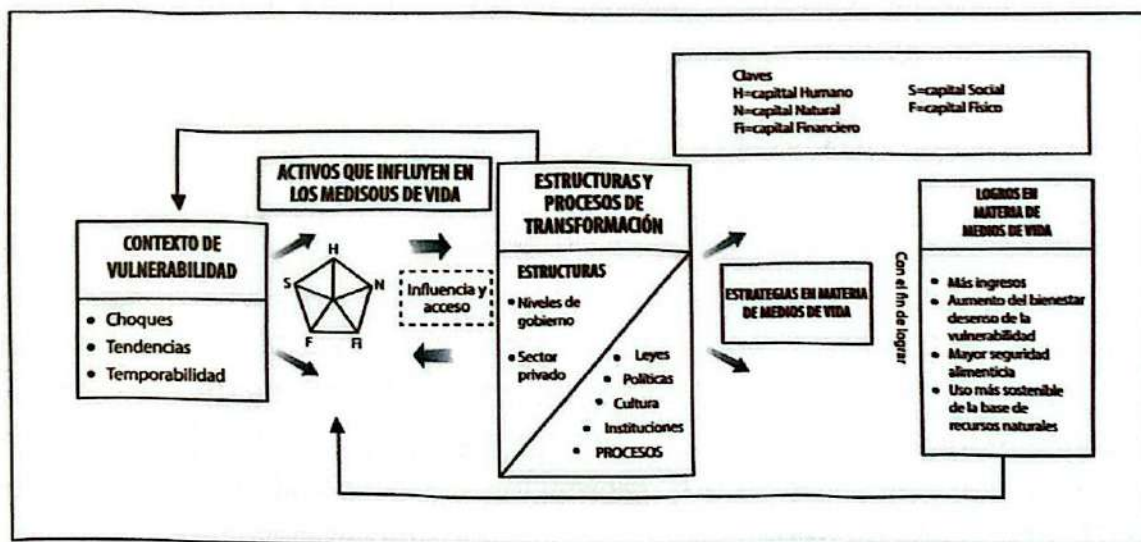 Claves
H=capittal Humano
N=capital Natural
Fi=capital Financiero
S=capital Social
F=capital Físico
ACTIVOS QUE INFLUYEN EN
LOS MEDISOUS DE VIDA
CONTEXTO DE
VULNERABILIDAD
• Choques
• Tendencias
• Temporabilidad
H
S
N
F
Fi
Influencia y
acceso
ESTRUCTURAS Y
PROCESOS DE
TRANSFORMACIÓN
ESTRUCTURAS
• Niveles de
gobierno
• Sector
privado
• Leyes
• Políticas
• Cultura
• Instituciones
• PROCESOS
ESTRATEGIAS EN MATERIA
DE MEDIOS DE VIDA
Con el fin de lograr
LOGROS EN
MATERIA DE
MEDIOS DE VIDA
• Más ingresos
• Aumento del bienestar
desenso de la
vulnerabilidad
• Mayor seguridad
alimenticia
• Uso más sostenible
de la base de
recursos naturales